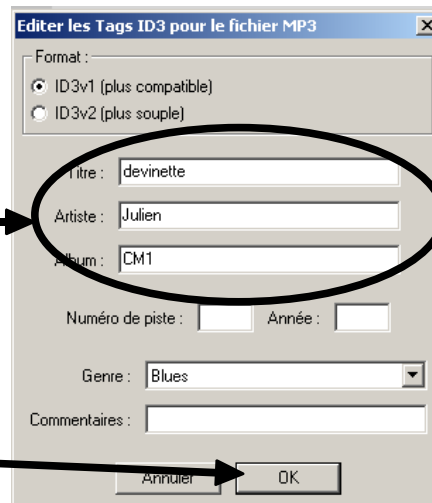 Editer les Tags ID3 pour le fichier MP3
Format :
ID3v1 (plus compatible)
ID3v2 (plus souple)
Titre : devinette
Artiste : Julien
Album : CM1
Numéro de piste : Année :
Genre : Blues
Commentaires :
Annuler OK